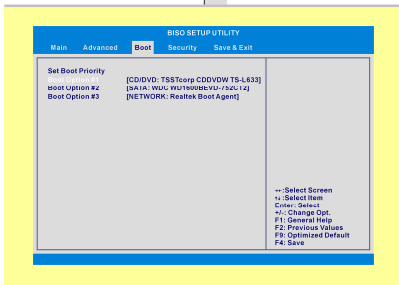 BISO SETUP UTILITY
Main Advanced Boot Security Save & Exit
Set Boot Priority
Boot Option #1 [CD/DVD: TSSTcorp CDDVDW TS-L633]
Boot Option #2 [SATA: WDC WD1600BEVD-752CT2]
Boot Option #3 [NETWORK: Realtek Boot Agent]
↔:Select Screen
↑↓:Select Item
Enter: Select
+/-: Change Opt.
F1: General Help
F2: Previous Values
F9: Optimized Default
F4: Save